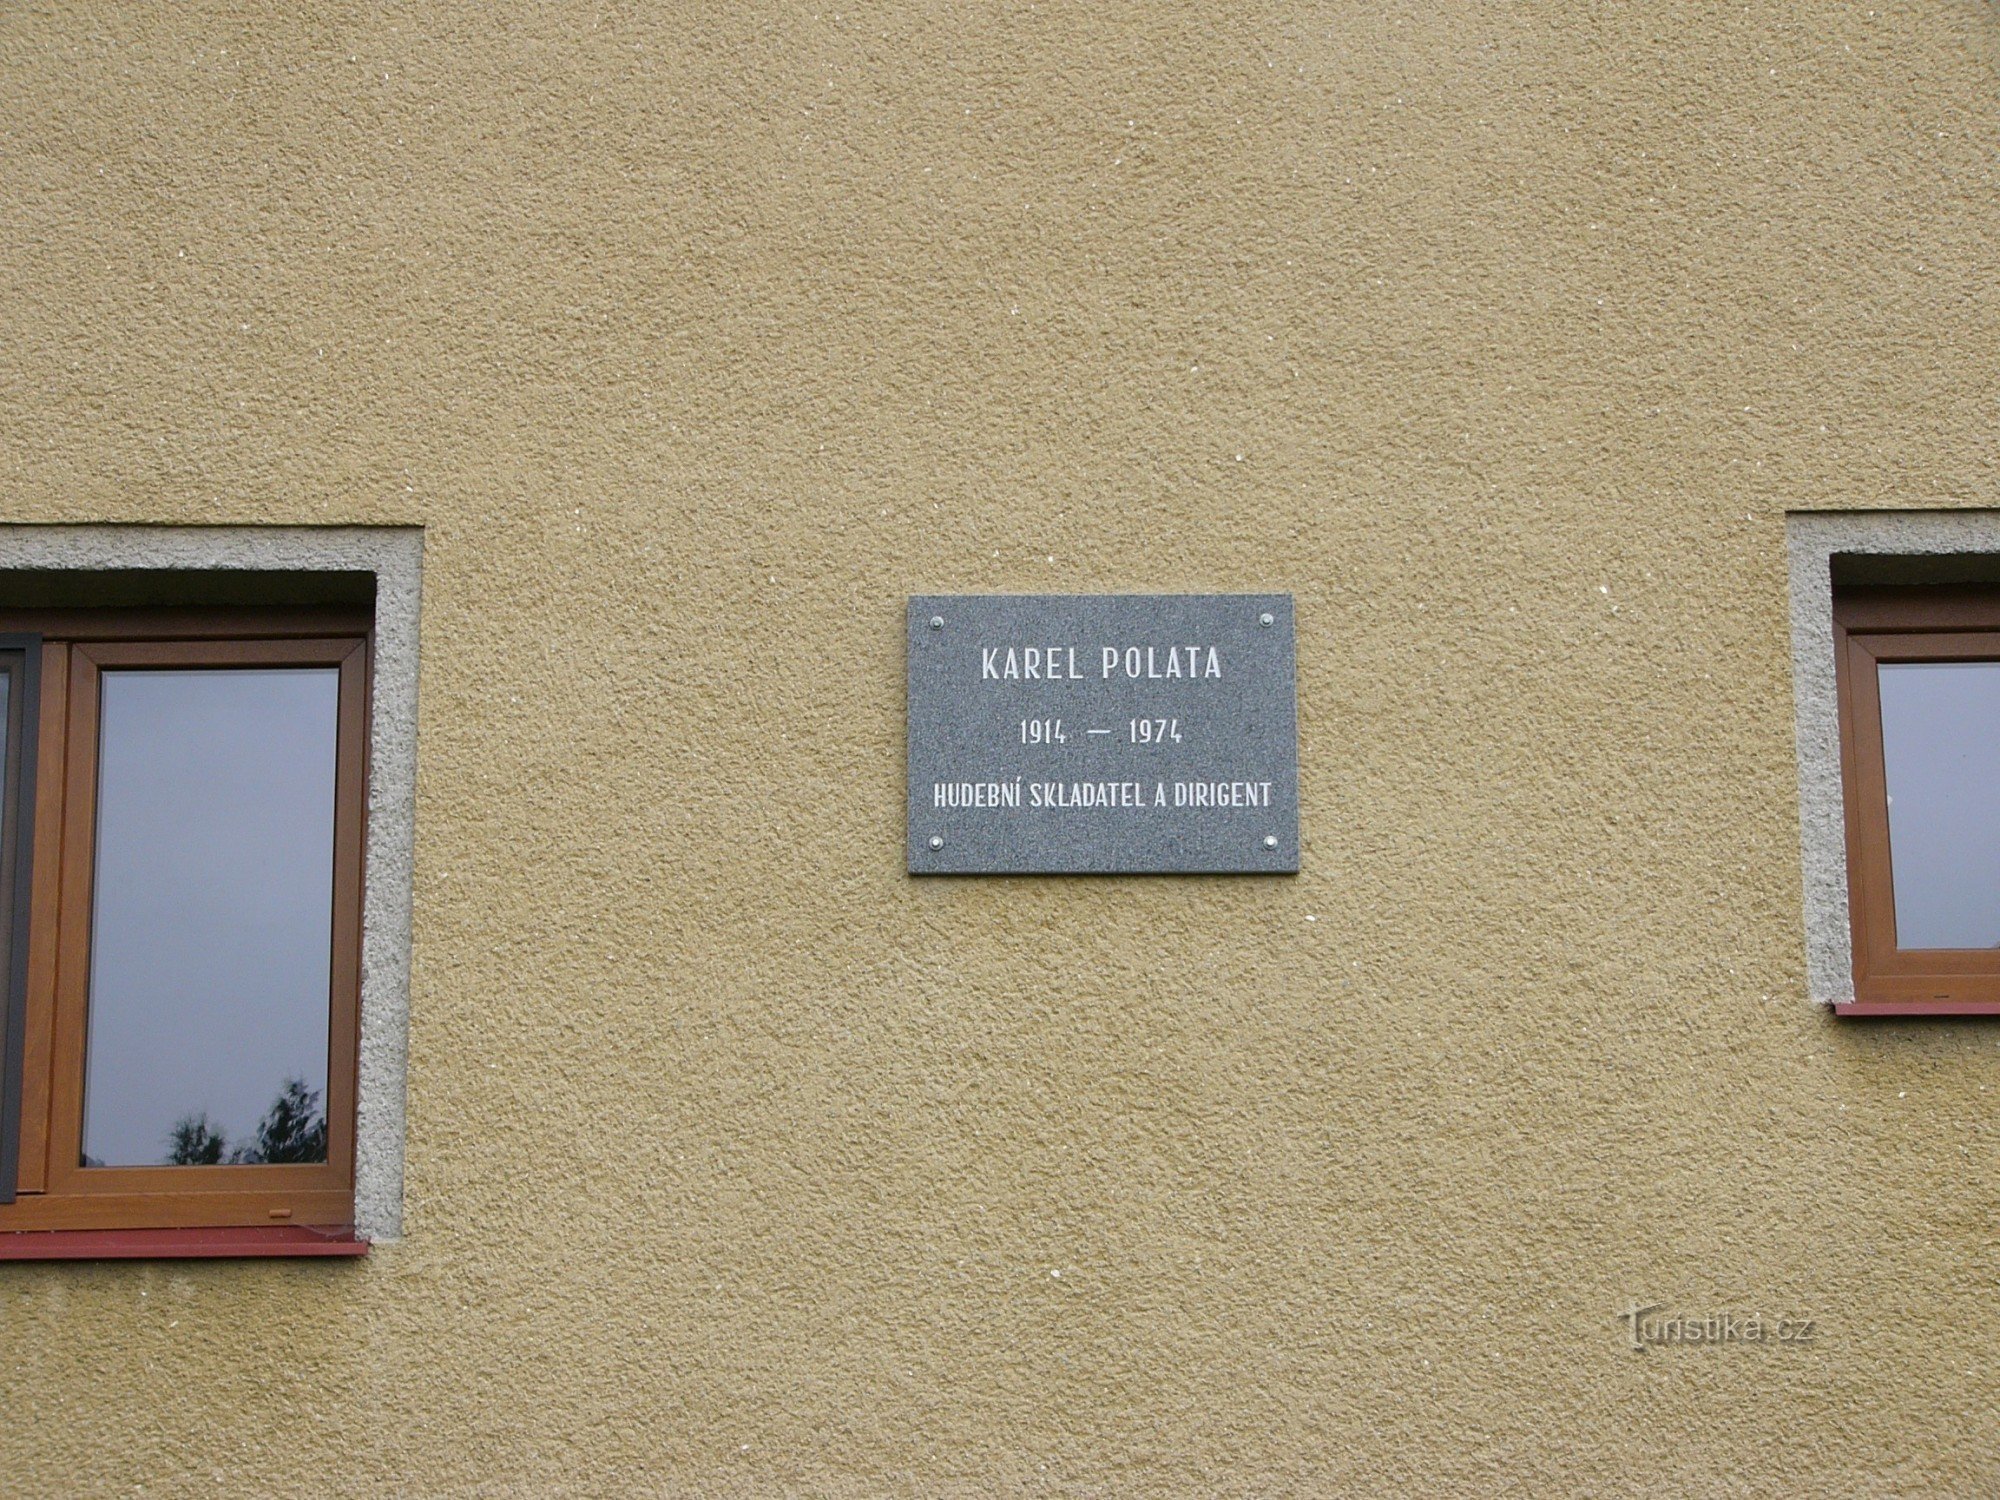 KAREL POLATA
1914 — 1974
HUDEBNÍ SKLADATEL A DIRIGENT
Turistika.cz